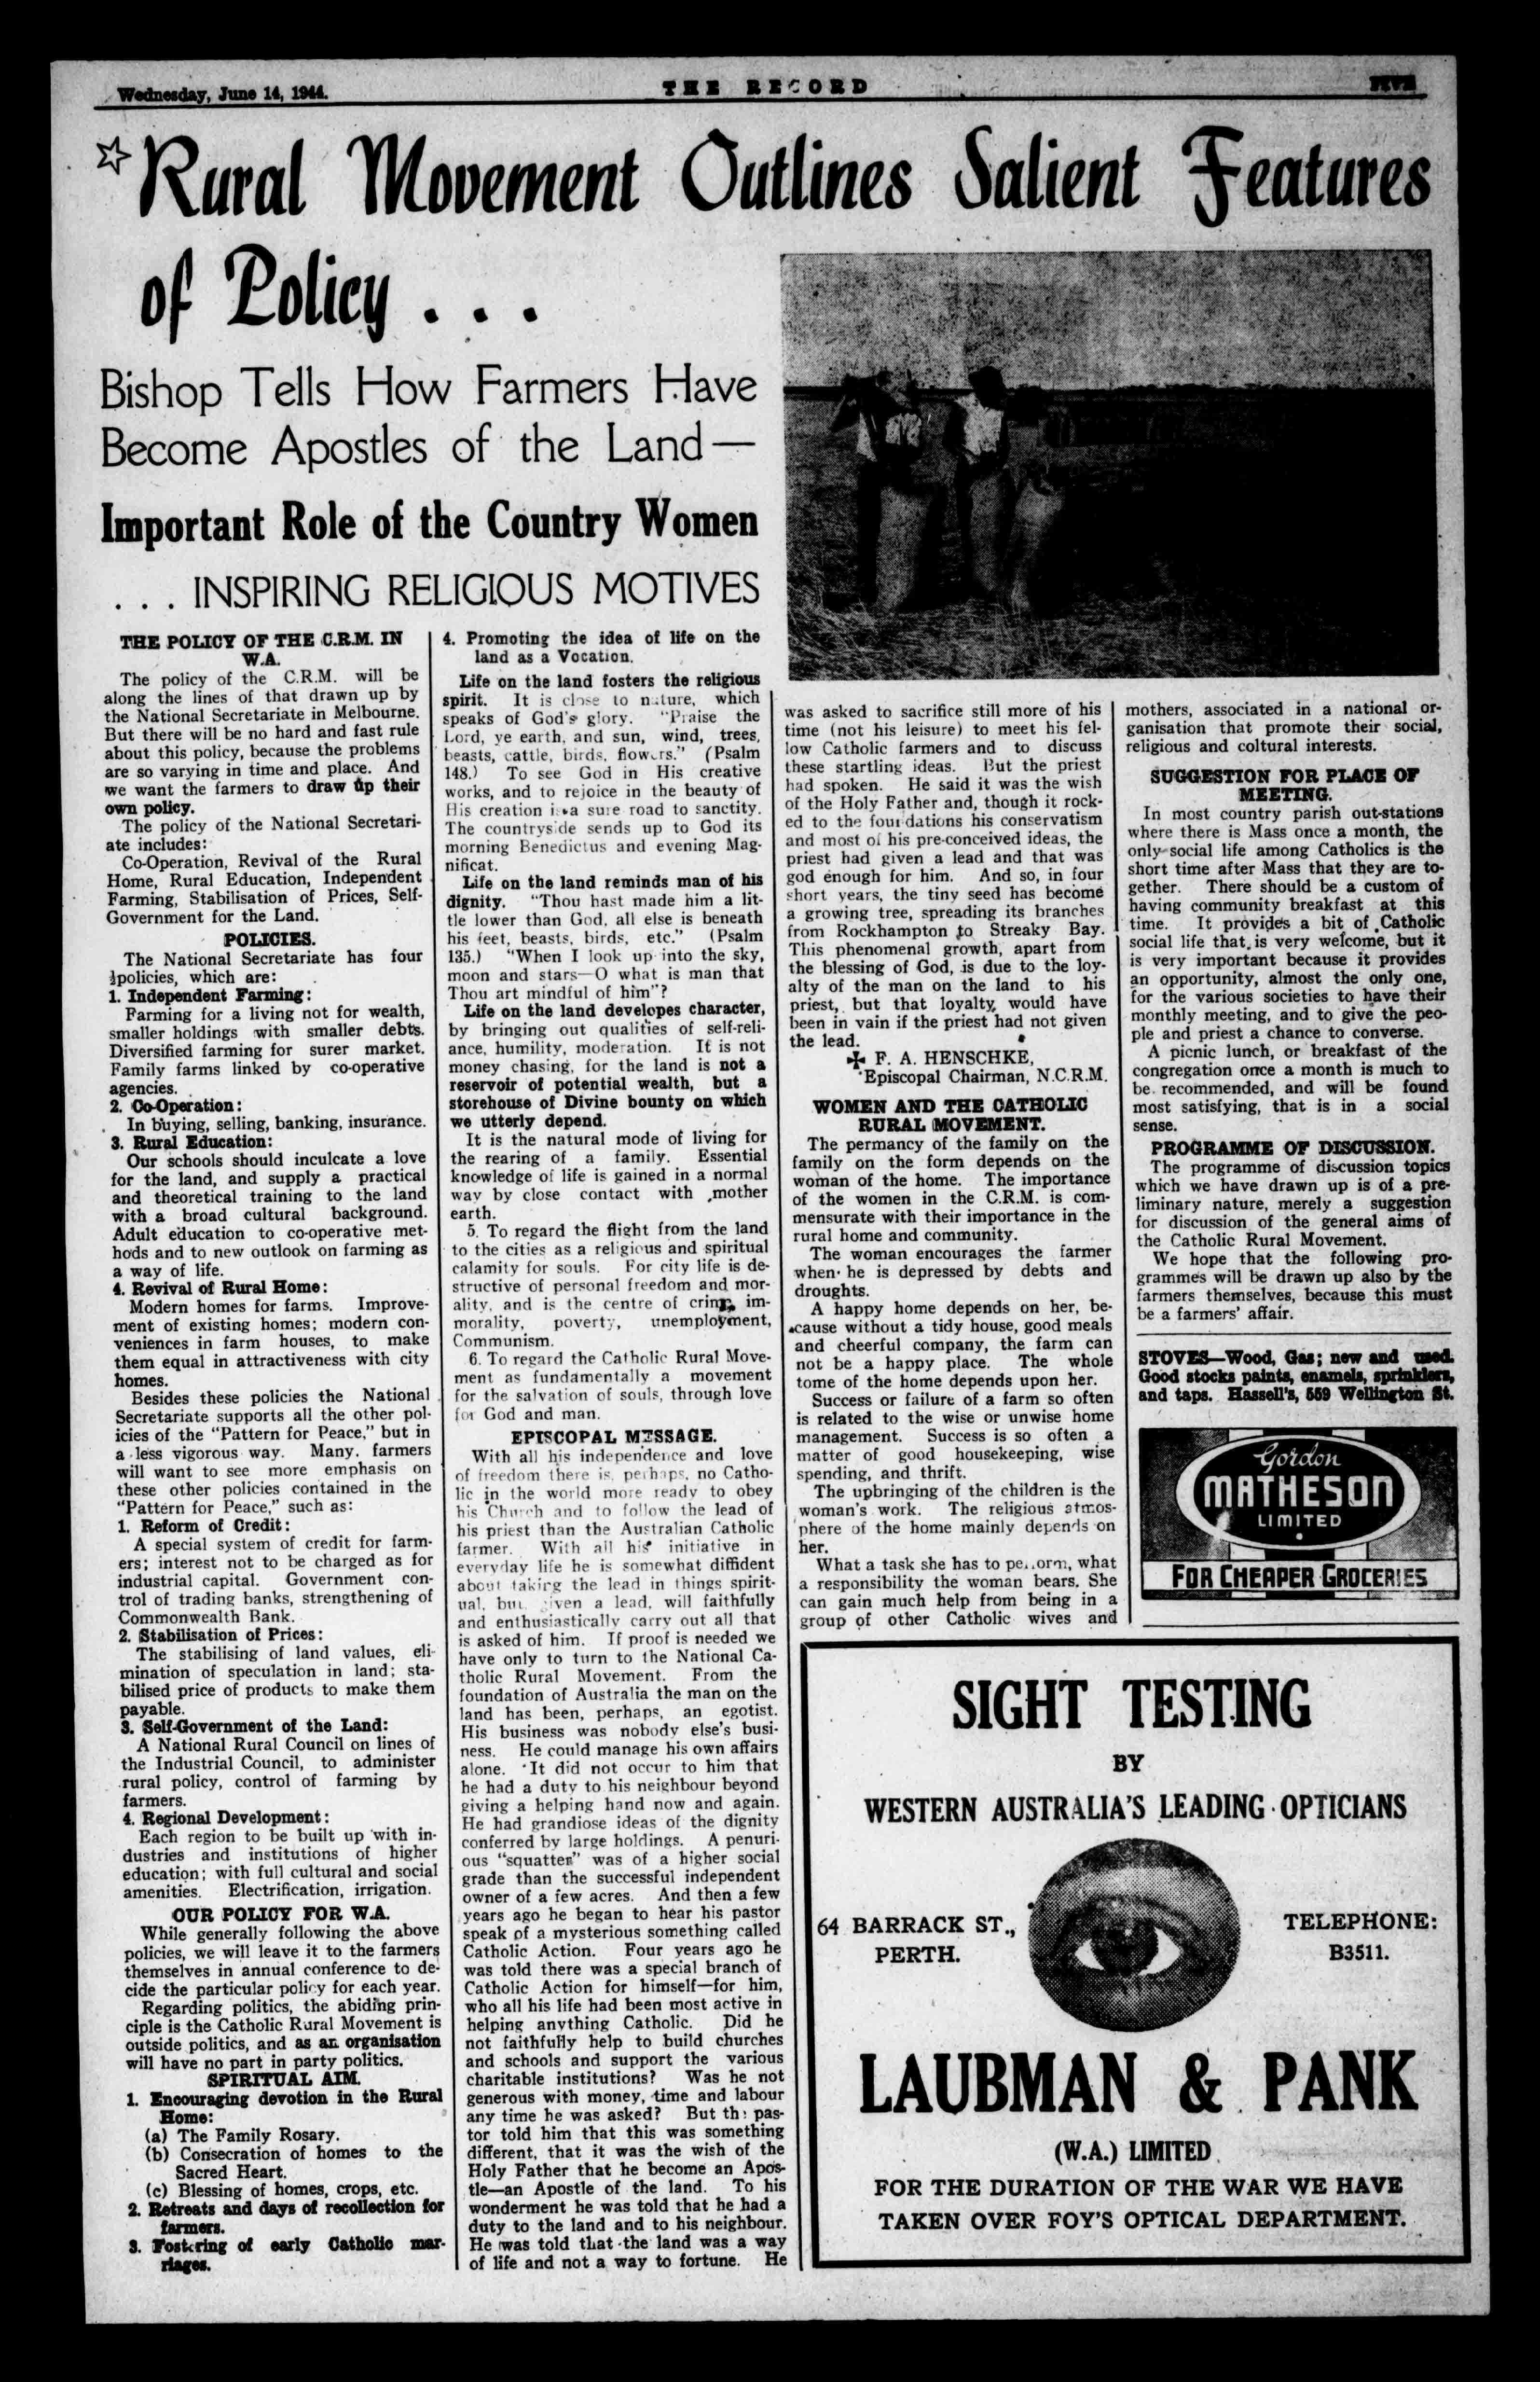 Wednesday, June 14, 1944.
THE RECORD
FIVE
Rural Movement Outlines Salient Features
of Policy . . .
Bishop Tells How Farmers Have
Become Apostles of the Land —
Important Role of the Country Women
. . . INSPIRING RELIGIOUS MOTIVES
THE POLICY OF THE C.R.M. IN
W.A.
The policy of the C.R.M. will be
along the lines of that drawn up by
the National Secretariate in Melbourne.
But there will be no hard and fast rule
about this policy, because the problems
are so varying in time and place. And
we want the farmers to draw up their
own policy.
The policy of the National Secretari-
ate includes:
Co-Operation, Revival of the Rural
Home, Rural Education, Independent
Farming, Stabilisation of Prices, Self-
Government for the Land.
POLICIES.
The National Secretariate has four
policies, which are:
1. Independent Farming:
Farming for a living not for wealth,
smaller holdings with smaller debts.
Diversified farming for surer market.
Family farms linked by co-operative
agencies.
2. Co-Operation:
In buying, selling, banking, insurance.
3. Rural Education:
Our schools should inculcate a love
for the land, and supply a practical
and theoretical training to the land
with a broad cultural background.
Adult education to co-operative met-
hods and to new outlook on farming as
a way of life.
4. Revival of Rural Home:
Modern homes for farms. Improve-
ment of existing homes; modern con-
veniences in farm houses, to make
them equal in attractiveness with city
homes.
Besides these policies the National
Secretariate supports all the other pol-
icies of the "Pattern for Peace," but in
a less vigorous way. Many farmers
will want to see more emphasis on
these other policies contained in the
"Pattern for Peace," such as:
1. Reform of Credit:
A special system of credit for farm-
ers; interest not to be charged as for
industrial capital. Government con-
trol of trading banks, strengthening of
Commonwealth Bank.
2. Stabilisation of Prices:
The stabilising of land values, eli-
mination of speculation in land; sta-
bilised price of products to make them
payable.
3. Self-Government of the Land:
A National Rural Council on lines of
the Industrial Council, to administer
rural policy, control of farming by
farmers.
4. Regional Development:
Each region to be built up with in-
dustries and institutions of higher
education; with full cultural and social
amenities. Electrification, irrigation.
OUR POLICY FOR W.A.
While generally following the above
policies, we will leave it to the farmers
themselves in annual conference to de-
cide the particular policy for each year.
Regarding politics, the abiding prin-
ciple is the Catholic Rural Movement is
outside politics, and as an organisation
will have no part in party politics.
SPIRITUAL AIM.
1. Encouraging devotion in the Rural
Home:
(a) The Family Rosary.
(b) Consecration of homes to the
Sacred Heart.
(c) Blessing of homes, crops, etc.
2. Retreats and days of recollection for
farmers.
3. Fostering of early Catholic mar-
riages.
4. Promoting the idea of life on the
land as a Vocation.
Life on the land fosters the religious
spirit. It is close to nature, which
speaks of God's glory. "Praise the
Lord, ye earth, and sun, wind, trees,
beasts, cattle, birds, flowers." (Psalm
148.) To see God in His creative
works, and to rejoice in the beauty of
His creation is a sure road to sanctity.
The countryside sends up to God its
morning Benedictus and evening Mag-
nificat.
Life on the land reminds man of his
dignity. "Thou hast made him a lit-
tle lower than God, all else is beneath
his feet, beasts, birds, etc." (Psalm
135.) "When I look up into the sky,
moon and stars—O what is man that
Thou art mindful of him"?
Life on the land developes character,
by bringing out qualities of self-reli-
ance, humility, moderation. It is not
money chasing, for the land is not a
reservoir of potential wealth, but a
storehouse of Divine bounty on which
we utterly depend.
It is the natural mode of living for
the rearing of a family. Essential
knowledge of life is gained in a normal
way by close contact with mother
earth.
5. To regard the flight from the land
to the cities as a religious and spiritual
calamity for souls. For city life is de-
structive of personal freedom and mor-
ality, and is the centre of crime, im-
morality, poverty, unemployment,
Communism.
6. To regard the Catholic Rural Move-
ment as fundamentally a movement
for the salvation of souls, through love
for God and man.
EPISCOPAL MESSAGE.
With all his independence and love
of freedom there is, perhaps, no Catho-
lic in the world more ready to obey
his Church and to follow the lead of
his priest than the Australian Catholic
farmer. With all his initiative in
everyday life he is somewhat diffident
about taking the lead in things spirit-
ual, but, given a lead, will faithfully
and enthusiastically carry out all that
is asked of him. If proof is needed we
have only to turn to the National Ca-
tholic Rural Movement. From the
foundation of Australia the man on the
land has been, perhaps, an egotist.
His business was nobody else's busi-
ness. He could manage his own affairs
alone. It did not occur to him that
he had a duty to his neighbour beyond
giving a helping hand now and again.
He had grandiose ideas of the dignity
conferred by large holdings. A penuri-
ous "squatter" was of a higher social
grade than the successful independent
owner of a few acres. And then a few
years ago he began to hear his pastor
speak of a mysterious something called
Catholic Action. Four years ago he
was told there was a special branch of
Catholic Action for himself—for him,
who all his life had been most active in
helping anything Catholic. Did he
not faithfully help to build churches
and schools and support the various
charitable institutions? Was he not
generous with money, time and labour
any time he was asked? But the pas-
tor told him that this was something
different, that it was the wish of the
Holy Father that he become an Apos-
tle—an Apostle of the land. To his
wonderment he was told that he had a
duty to the land and to his neighbour.
He was told that the land was a way
of life and not a way to fortune. He
was asked to sacrifice still more of his
time (not his leisure) to meet his fel-
low Catholic farmers and to discuss
these startling ideas. But the priest
had spoken. He said it was the wish
of the Holy Father and, though it rock-
ed to the foundations his conservatism
and most of his pre-conceived ideas, the
priest had given a lead and that was
god enough for him. And so, in four
short years, the tiny seed has become
a growing tree, spreading its branches
from Rockhampton to Streaky Bay.
This phenomenal growth, apart from
the blessing of God, is due to the loy-
alty of the man on the land to his
priest, but that loyalty would have
been in vain if the priest had not given
the lead.
✠ F. A. HENSCHKE,
Episcopal Chairman, N.C.R.M.
WOMEN AND THE CATHOLIC
RURAL MOVEMENT.
The permancy of the family on the
family on the form depends on the
woman of the home. The importance
of the women in the C.R.M. is com-
mensurate with their importance in the
rural home and community.
The woman encourages the farmer
when he is depressed by debts and
droughts.
A happy home depends on her, be-
cause without a tidy house, good meals
and cheerful company, the farm can
not be a happy place. The whole
tome of the home depends upon her.
Success or failure of a farm so often
is related to the wise or unwise home
management. Success is so often a
matter of good housekeeping, wise
spending, and thrift.
The upbringing of the children is the
woman's work. The religious atmos-
phere of the home mainly depends on
her.
What a task she has to perform, what
a responsibility the woman bears. She
can gain much help from being in a
group of other Catholic wives and
mothers, associated in a national or-
ganisation that promote their social,
religious and coltural interests.
SUGGESTION FOR PLACE OF
MEETING.
In most country parish out-stations
where there is Mass once a month, the
only social life among Catholics is the
short time after Mass that they are to-
gether. There should be a custom of
having community breakfast at this
time. It provides a bit of Catholic
social life that is very welcome, but it
is very important because it provides
an opportunity, almost the only one,
for the various societies to have their
monthly meeting, and to give the peo-
ple and priest a chance to converse.
A picnic lunch, or breakfast of the
congregation once a month is much to
be recommended, and will be found
most satisfying, that is in a social
sense.
PROGRAMME OF DISCUSSION.
The programme of discussion topics
which we have drawn up is of a pre-
liminary nature, merely a suggestion
for discussion of the general aims of
the Catholic Rural Movement.
We hope that the following pro-
grammes will be drawn up also by the
farmers themselves, because this must
be a farmers' affair.
STOVES—Wood, Gas; new and used.
Good stocks paints, enamels, sprinklers,
and taps. Hassell's, 559 Wellington St.
Gordon
MATHESON
LIMITED
FOR CHEAPER GROCERIES
SIGHT TESTING
BY
WESTERN AUSTRALIA'S LEADING OPTICIANS
64 BARRACK ST.,
PERTH.
TELEPHONE:
B3511.
LAUBMAN & PANK
(W.A.) LIMITED
FOR THE DURATION OF THE WAR WE HAVE
TAKEN OVER FOY'S OPTICAL DEPARTMENT.